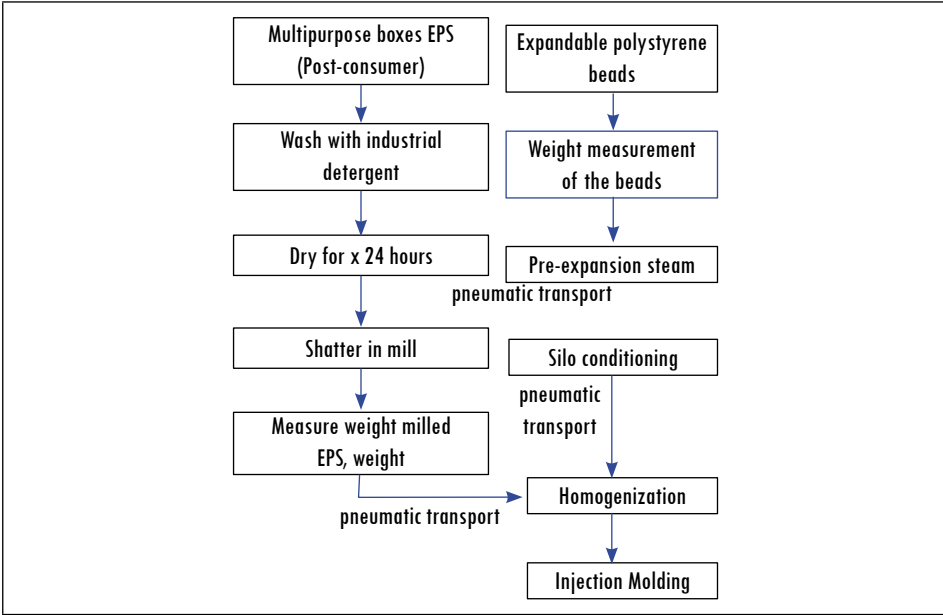 Multipurpose boxes EPS
(Post-consumer)
Wash with industrial
detergent
Dry for x 24 hours
Shatter in mill
Measure weight milled
EPS, weight
pneumatic transport
Expandable polystyrene
beads
Weight measurement
of the beads
Pre-expansion steam
pneumatic transport
Silo conditioning
pneumatic
transport
Homogenization
Injection Molding